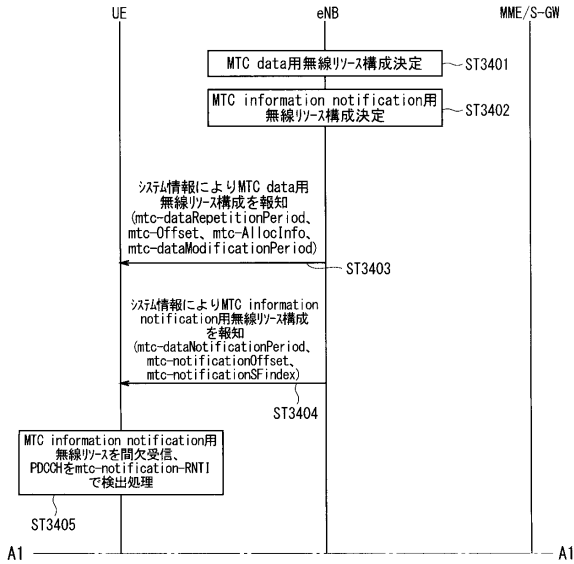 UE
eNB
MME/S-GW
MTC data用無線リソース構成決定
ST3401
MTC information notification用
無線リソース構成決定
ST3402
システム情報によりMTC data用
無線リソース構成を報知
(mtc-dataRepetitionPeriod、
mtc-Offset、mtc-AllocInfo、
mtc-dataModificationPeriod)
ST3403
システム情報によりMTC information
notification用無線リソース構成
を報知
(mtc-dataNotificationPeriod、
mtc-notificationOffset、
mtc-notificationSFindex)
ST3404
MTC information notification用
無線リソースを間欠受信、
PDCCHをmtc-notification-RNTI
で検出処理
ST3405
A1
A1